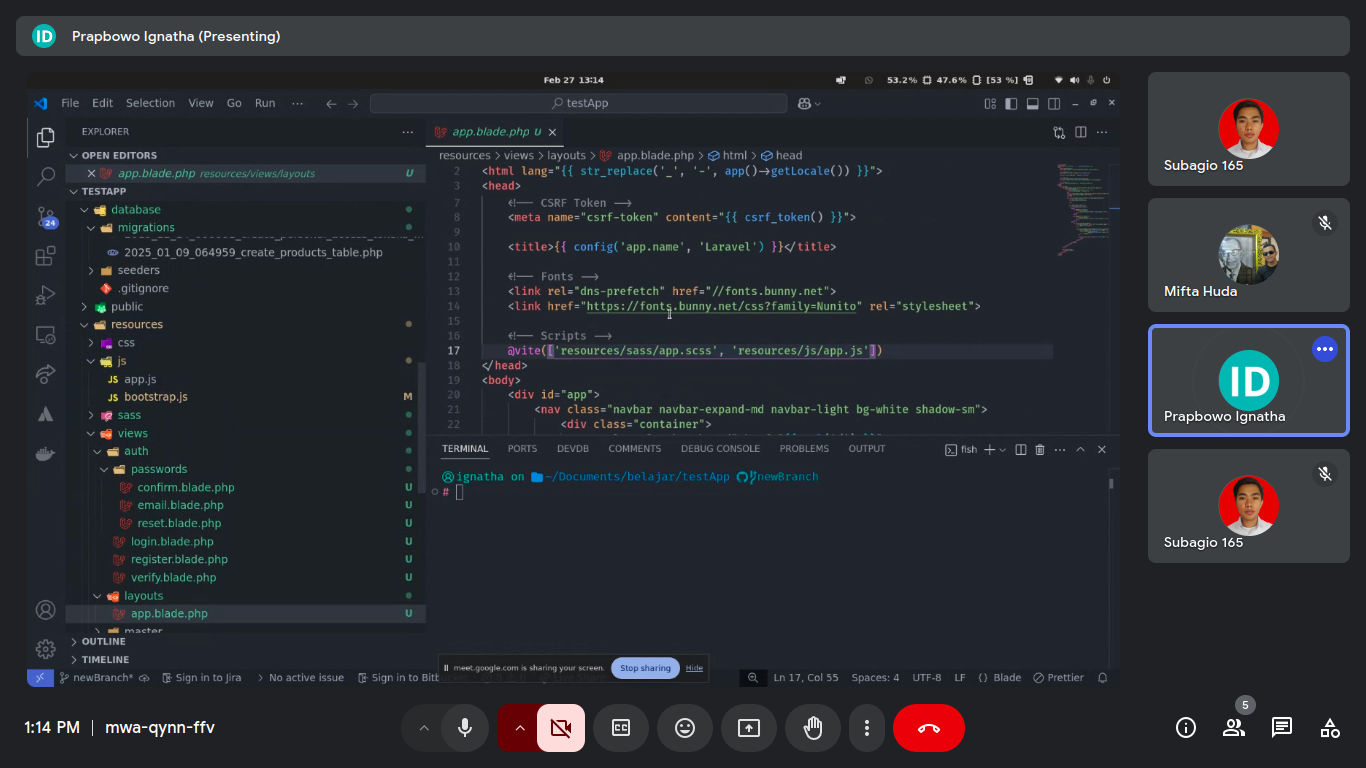 ID Prapbowo Ignatha (Presenting)
Feb 27 13:14
53.2% 47.6% [53 %]
File Edit Selection View Go Run ··· testApp
EXPLORER ···
OPEN EDITORS
app.blade.php resources/views/layouts U
TESTAPP
database
migrations
2025_01_09_064959_create_products_table.php
seeders
.gitignore
public
resources
css
js
app.js
bootstrap.js M
sass
views
auth
passwords
confirm.blade.php U
email.blade.php U
reset.blade.php U
login.blade.php U
register.blade.php U
verify.blade.php U
layouts
app.blade.php U
master
OUTLINE
TIMELINE
24
app.blade.php U
resources > views > layouts > app.blade.php > html > head
2 <html lang="{{ str_replace('_', '-', app()->getLocale()) }}">
3 <head>
7 <!-- CSRF Token -->
8 <meta name="csrf-token" content="{{ csrf_token() }}">
9
10 <title>{{ config('app.name', 'Laravel') }}</title>
11
12 <!-- Fonts -->
13 <link rel="dns-prefetch" href="//fonts.bunny.net">
14 <link href="https://fonts.bunny.net/css?family=Nunito" rel="stylesheet">
15
16 <!-- Scripts -->
17 @vite(['resources/sass/app.scss', 'resources/js/app.js'])
18 </head>
19 <body>
20 <div id="app">
21 <nav class="navbar navbar-expand-md navbar-light bg-white shadow-sm">
22 <div class="container">
TERMINAL PORTS DEVDB COMMENTS DEBUG CONSOLE PROBLEMS OUTPUT fish
ignatha on ~/Documents/belajar/testApp newBranch
#
meet.google.com is sharing your screen. Stop sharing Hide
newBranch* Sign in to Jira No active issue Sign in to Ln 17, Col 55 Spaces: 4 UTF-8 LF {} Blade Prettier
Subagio 165
Mifta Huda
ID
Prapbowo Ignatha
Subagio 165
1:14 PM | mwa-qynn-ffv
5